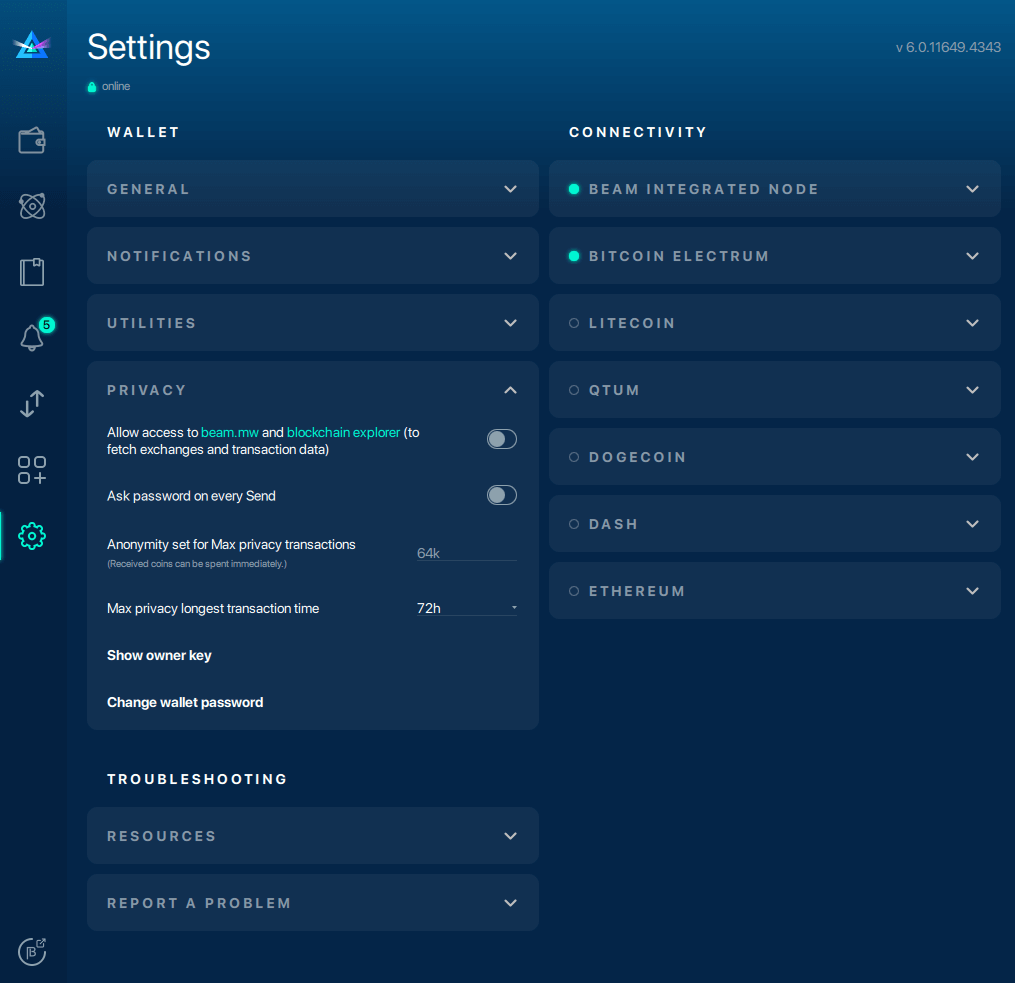 Settings
v 6.0.11649.4343
online
WALLET
GENERAL
NOTIFICATIONS
UTILITIES
PRIVACY
Allow access to beam.mw and blockchain explorer (to
fetch exchanges and transaction data)
Ask password on every Send
Anonymity set for Max privacy transactions
64k
(Received coins can be spent immediately.)
Max privacy longest transaction time
72h
Show owner key
Change wallet password
TROUBLESHOOTING
RESOURCES
REPORT A PROBLEM
CONNECTIVITY
BEAM INTEGRATED NODE
BITCOIN ELECTRUM
LITECOIN
QTUM
DOGECOIN
DASH
ETHEREUM
5